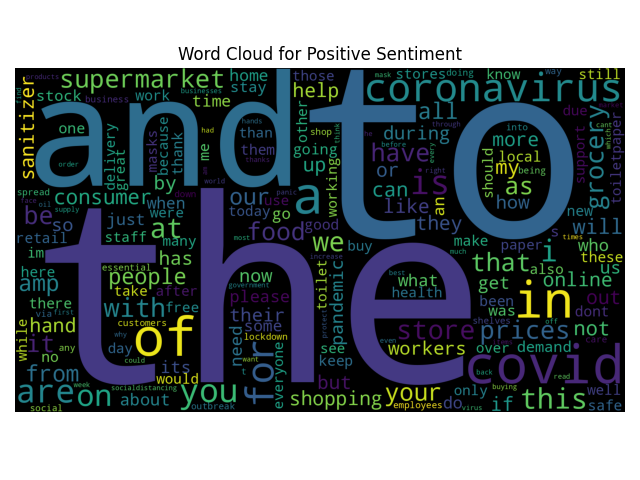 Word Cloud for Positive Sentiment
sanitizer
supermarket
and
to
coronavirus
home
those
stores
doing
know
way
still
products
businesses
mask
stock
business
work
time
stay
help
all
during
more
into
due
one
masks
because
delivery
great
thank
had
hands
than
them
me
other
going
up
shop
working
think
before
have
through
every
should
local
my
being
grocery
support
which
toiletpaper
order
thanks
or
right
is
as
spread
consumer
by
world
panic
our
use
a
can
like
an
how
new
oil
down
when
be
so
supply
just
were
at
today
go
good
they
times
will
retail
staff
many
most
food
we
buy
make
paper
i
who
im
the
essential
has
increase
that
also
these
here
people
now
toilet
pandemic
what
best
much
get
online
us
amp
take
after
government
please
health
in
out
there
via
first
with
free
their
protect
been
was
shelves
off
dont
hand
customers
of
need
some
store
prices
not
while
it
any
day
why
lockdown
see
even
workers
over
demand
care
no
could
its
want
keep
back
covid
from
would
for
everyone
but
read
are
week
socialdistancing
on
you
shopping
your
only
buying
well
about
do
if
this
safe
social
outbreak
employees
virus